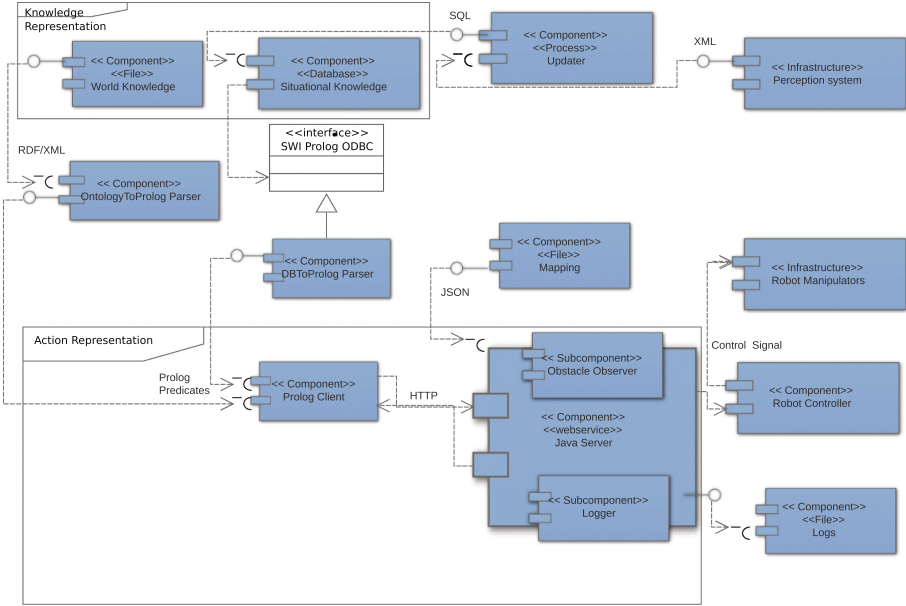 Knowledge
Representation
<< Component>>
<<File>>
World Knowledge
<< Component>>
<<Database>>
Situational Knowledge
SQL
<< Component>>
<<Process>>
Updater
XML
<< Infrastructure>>
Perception system
<<interface>>
SWI Prolog ODBC
RDF/XML
<< Component>>
OntologyToProlog Parser
<< Component>>
DBToProlog Parser
<< Component>>
<<File>>
Mapping
JSON
<< Infrastructure>>
Robot Manipulators
Action Representation
Control Signal
<< Subcomponent>>
Obstacle Observer
Prolog
Predicates
<< Component>>
Prolog Client
HTTP
<< Component>>
<<webservice>>
Java Server
<< Component>>
Robot Controller
<< Subcomponent>>
Logger
<< Component>>
<<File>>
Logs